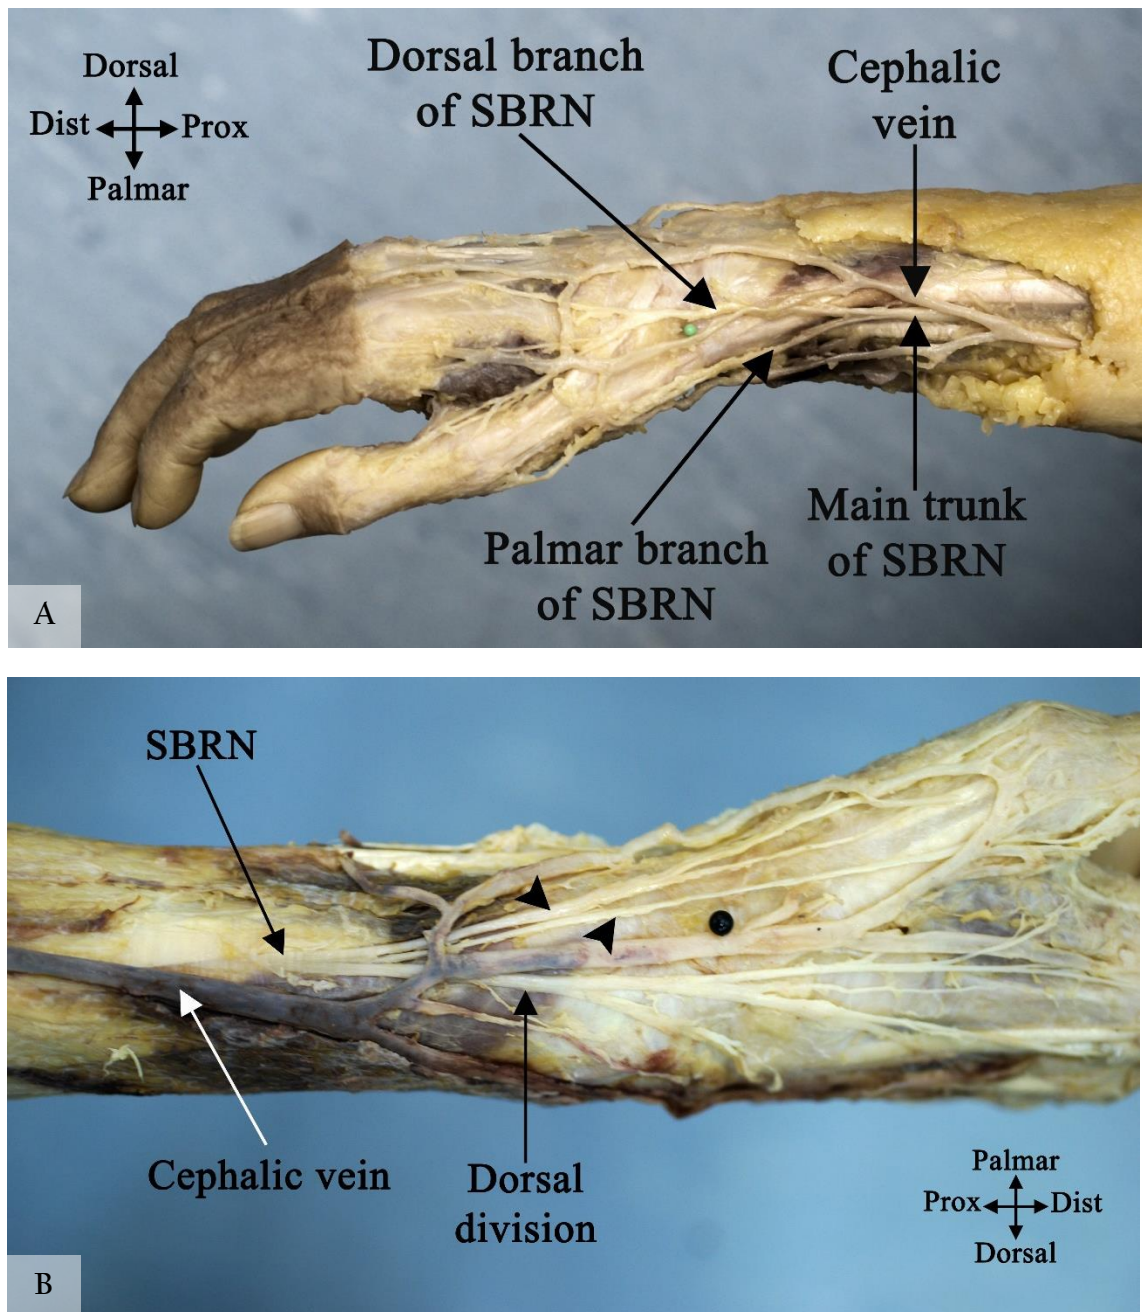 Dorsal
Dist
Prox
Palmar
Dorsal branch
of SBRN
Cephalic
vein
Palmar branch
of SBRN
Main trunk
of SBRN
A
SBRN
Cephalic vein
Dorsal
division
Palmar
Prox
Dist
Dorsal
B